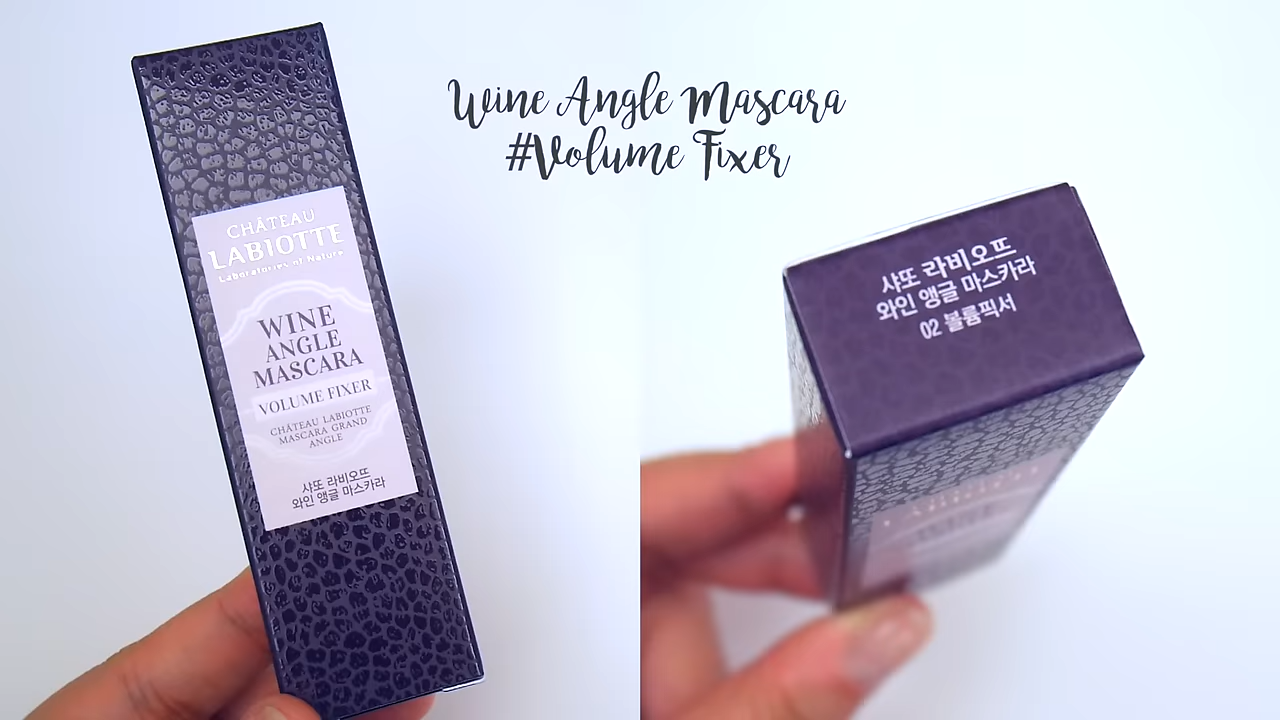 Wine Angle Mascara
#Volume Fixer
CHÂTEAU
LABIOTTE
Laboratories of Nature
WINE
ANGLE
MASCARA
VOLUME FIXER
CHÂTEAU LABIOTTE
MASCARA GRAND
ANGLE
샤또 라비오뜨
와인 앵글 마스카라
샤또 라비오뜨
와인 앵글 마스카라
02 볼륨픽서